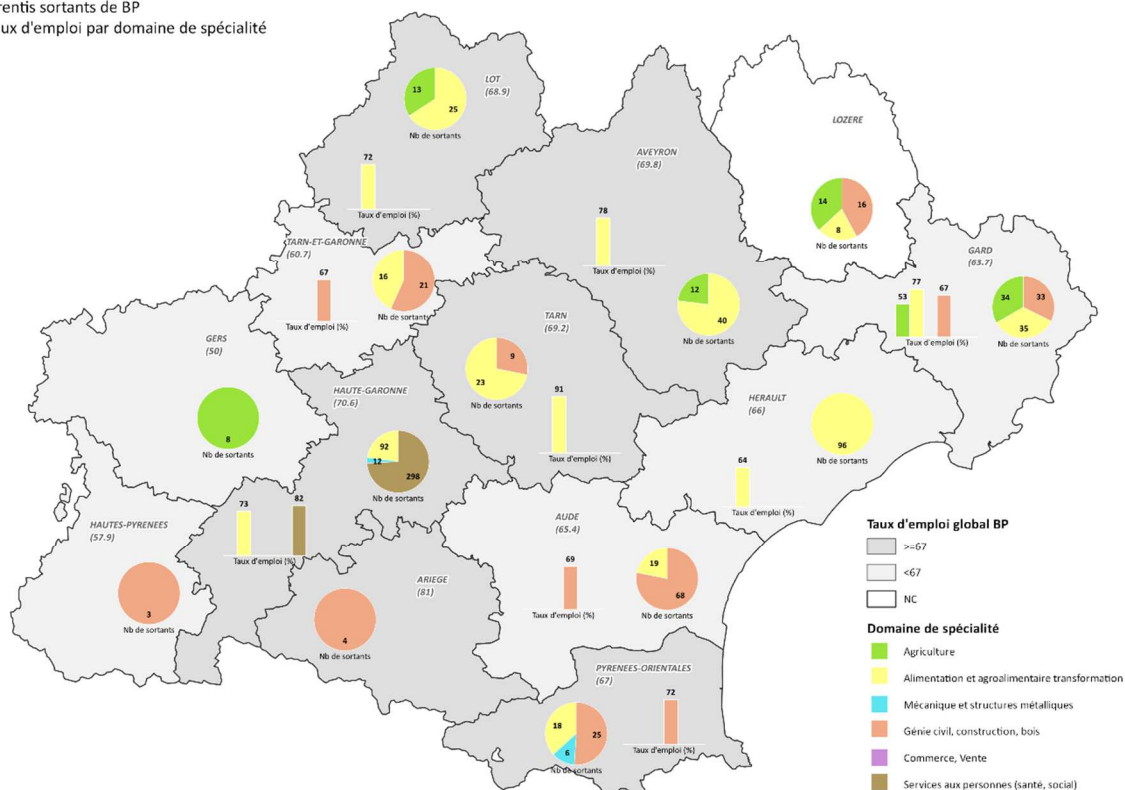 rentis sortants de BP
ux d'emploi par domaine de spécialité
LOT
(68.9)
13
25
Nb de sortants
72
Taux d'emploi (%)
AVEYRON
(69.8)
78
Taux d'emploi (%)
12
40
Nb de sortants
LOZERE
14
16
8
Nb de sortants
TARN-ET-GARONNE
(60.7)
67
Taux d'emploi (%)
16
21
Nb de sortants
GARD
(63.7)
53
77
67
Taux d'emploi (%)
34
33
35
Nb de sortants
GERS
(50)
8
Nb de sortants
TARN
(69.2)
9
23
Nb de sortants
91
Taux d'emploi (%)
HAUTE-GARONNE
(70.6)
92
12
298
Nb de sortants
73
82
Taux d'emploi (%)
HERAULT
(66)
96
Nb de sortants
64
Taux d'emploi (%)
HAUTES-PYRENEES
(57.9)
3
Nb de sortants
ARIEGE
(81)
4
Nb de sortants
AUDE
(65.4)
69
Taux d'emploi (%)
19
68
Nb de sortants
PYRENEES-ORIENTALES
(67)
18
25
6
Nb de sortants
72
Taux d'emploi (%)
Taux d'emploi global BP
>=67
<67
NC
Domaine de spécialité
Agriculture
Alimentation et agroalimentaire transformation
Mécanique et structures métalliques
Génie civil, construction, bois
Commerce, Vente
Services aux personnes (santé, social)